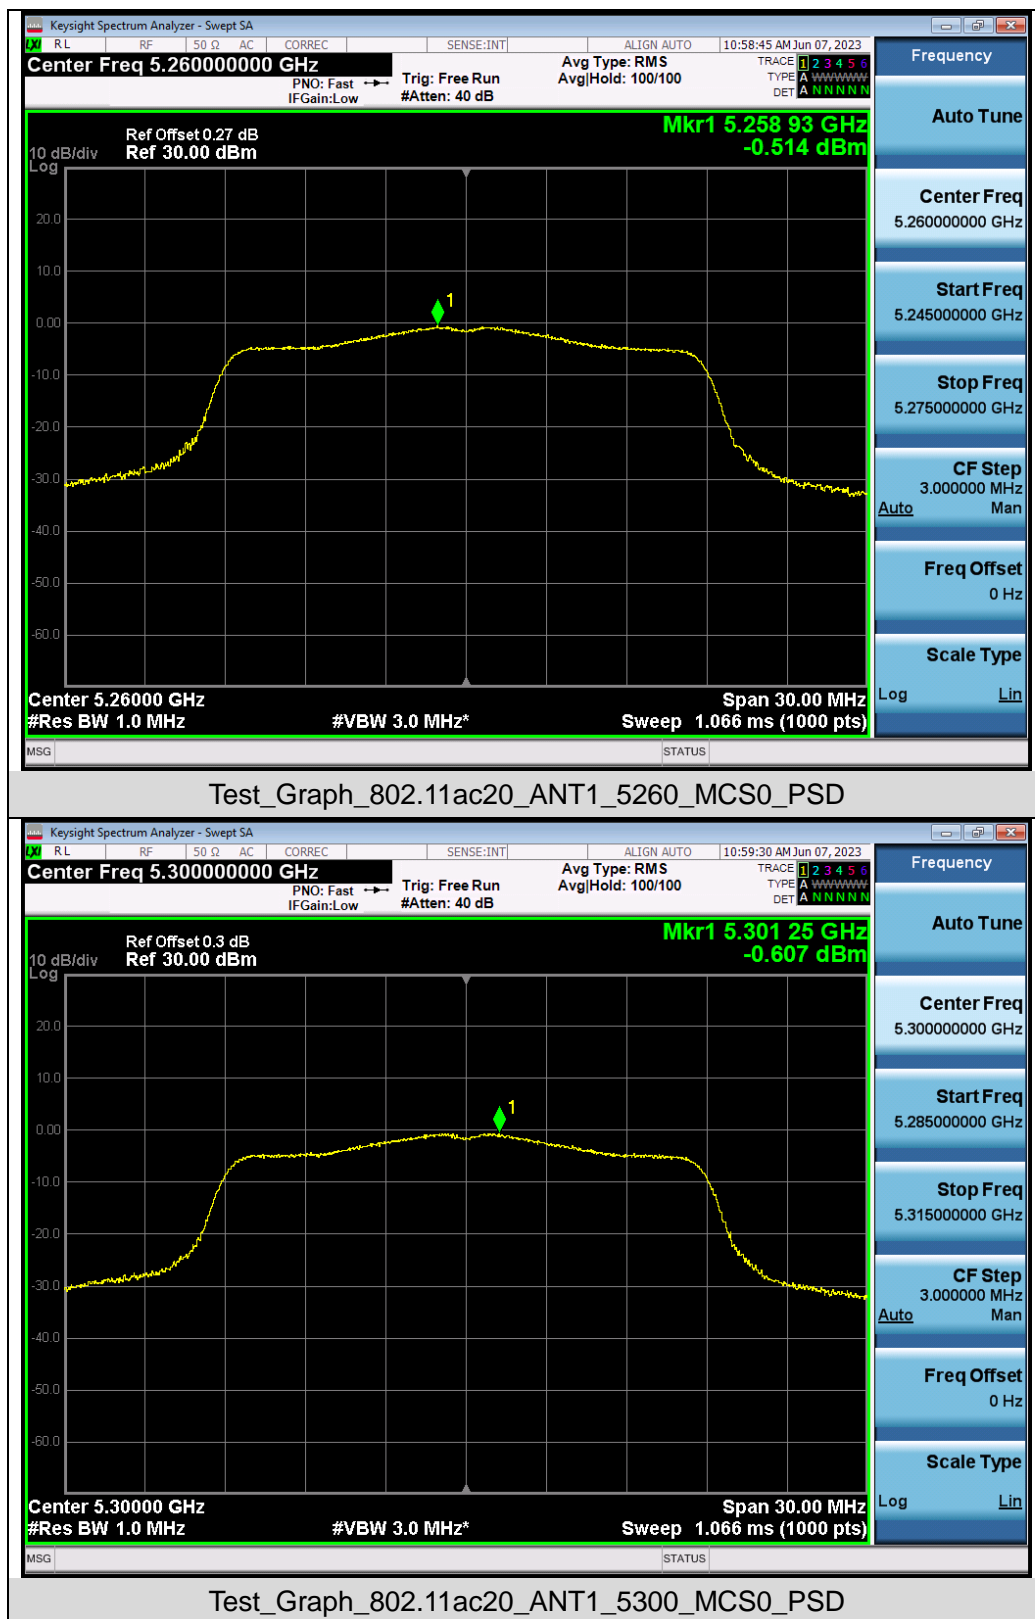 Keysight Spectrum Analyzer - Swept SA
LXI RL RF 50 Ω AC CORREC SENSE:INT ALIGN AUTO 10:58:45 AM Jun 07, 2023
Center Freq 5.260000000 GHz
PNO: Fast
IFGain:Low
Trig: Free Run
#Atten: 40 dB
Avg Type: RMS
Avg|Hold: 100/100
TRACE 1 2 3 4 5 6
TYPE A WWWWW
DET A N N N N N
Frequency
Auto Tune
Center Freq
5.260000000 GHz
Start Freq
5.245000000 GHz
Stop Freq
5.275000000 GHz
CF Step
3.000000 MHz
Auto Man
Freq Offset
0 Hz
Scale Type
Log Lin
Mkr1 5.258 93 GHz
-0.514 dBm
Ref Offset 0.27 dB
10 dB/div Ref 30.00 dBm
Log
1
20.0
10.0
0.00
-10.0
-20.0
-30.0
-40.0
-50.0
-60.0
Center 5.26000 GHz Span 30.00 MHz
#Res BW 1.0 MHz #VBW 3.0 MHz* Sweep 1.066 ms (1000 pts)
MSG STATUS
Test_Graph_802.11ac20_ANT1_5260_MCS0_PSD
Keysight Spectrum Analyzer - Swept SA
LXI RL RF 50 Ω AC CORREC SENSE:INT ALIGN AUTO 10:59:30 AM Jun 07, 2023
Center Freq 5.300000000 GHz
PNO: Fast
IFGain:Low
Trig: Free Run
#Atten: 40 dB
Avg Type: RMS
Avg|Hold: 100/100
TRACE 1 2 3 4 5 6
TYPE A WWWWW
DET A N N N N N
Frequency
Auto Tune
Center Freq
5.300000000 GHz
Start Freq
5.285000000 GHz
Stop Freq
5.315000000 GHz
CF Step
3.000000 MHz
Auto Man
Freq Offset
0 Hz
Scale Type
Log Lin
Mkr1 5.301 25 GHz
-0.607 dBm
Ref Offset 0.3 dB
10 dB/div Ref 30.00 dBm
Log
1
20.0
10.0
0.00
-10.0
-20.0
-30.0
-40.0
-50.0
-60.0
Center 5.30000 GHz Span 30.00 MHz
#Res BW 1.0 MHz #VBW 3.0 MHz* Sweep 1.066 ms (1000 pts)
MSG STATUS
Test_Graph_802.11ac20_ANT1_5300_MCS0_PSD